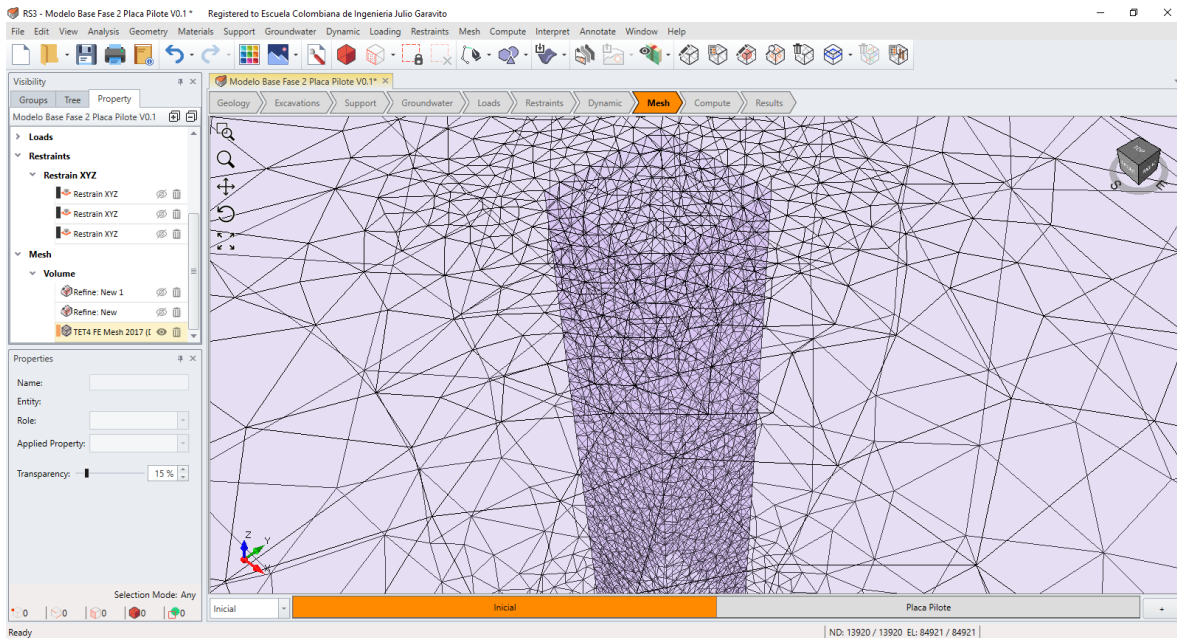 RS3 - Modelo Base Fase 2 Placa Pilote V0.1 * Registered to Escuela Colombiana de Ingenieria Julio Garavito
File Edit View Analysis Geometry Materials Support Groundwater Dynamic Loading Restraints Mesh Compute Interpret Annotate Window Help
Visibility
Groups Tree Property
Modelo Base Fase 2 Placa Pilote V0.1
Loads
Restraints
Restrain XYZ
Restrain XYZ
Restrain XYZ
Restrain XYZ
Mesh
Volume
Refine: New 1
Refine: New
TET4 FE Mesh 2017 (
Properties
Name:
Entity:
Role:
Applied Property:
Transparency: 15 %
Selection Mode: Any
0 0 0 0 0
Modelo Base Fase 2 Placa Pilote V0.1*
Geology Excavations Support Groundwater Loads Restraints Dynamic Mesh Compute Results
TOP
S E
Z
Y
X
Inicial Inicial Placa Pilote +
Ready ND: 13920 / 13920 EL: 84921 / 84921